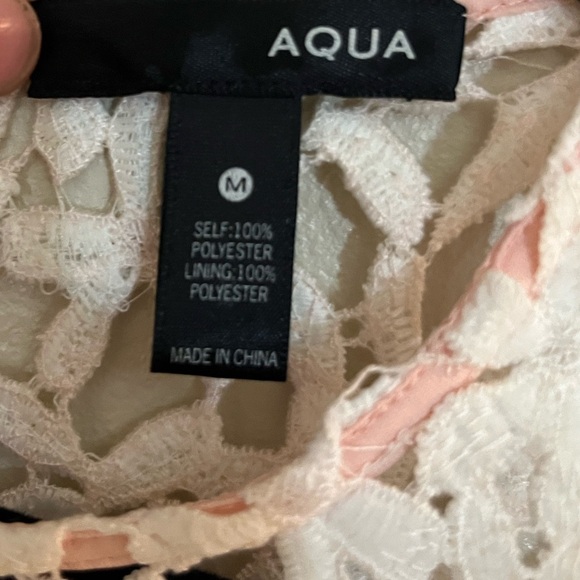 AQUA
M
SELF:100%
POLYESTER
LINING:100%
POLYESTER
MADE IN CHINA